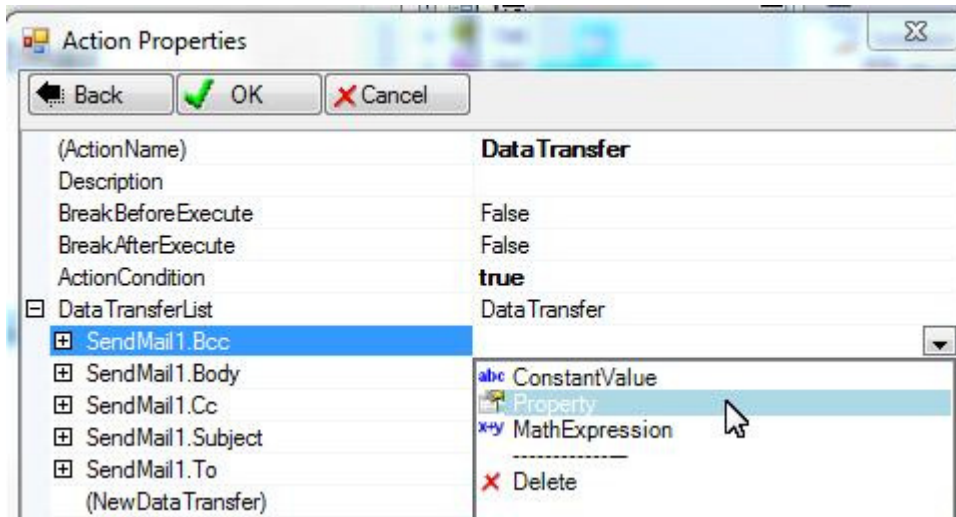 Action Properties
Back OK Cancel
(ActionName) DataTransfer
Description
BreakBeforeExecute False
BreakAfterExecute False
ActionCondition true
DataTransferList DataTransfer
SendMail1.Bcc
SendMail1.Body
abc ConstantValue
SendMail1.Cc
Property
SendMail1.Subject
x+y MathExpression
SendMail1.To
Delete
(NewDataTransfer)